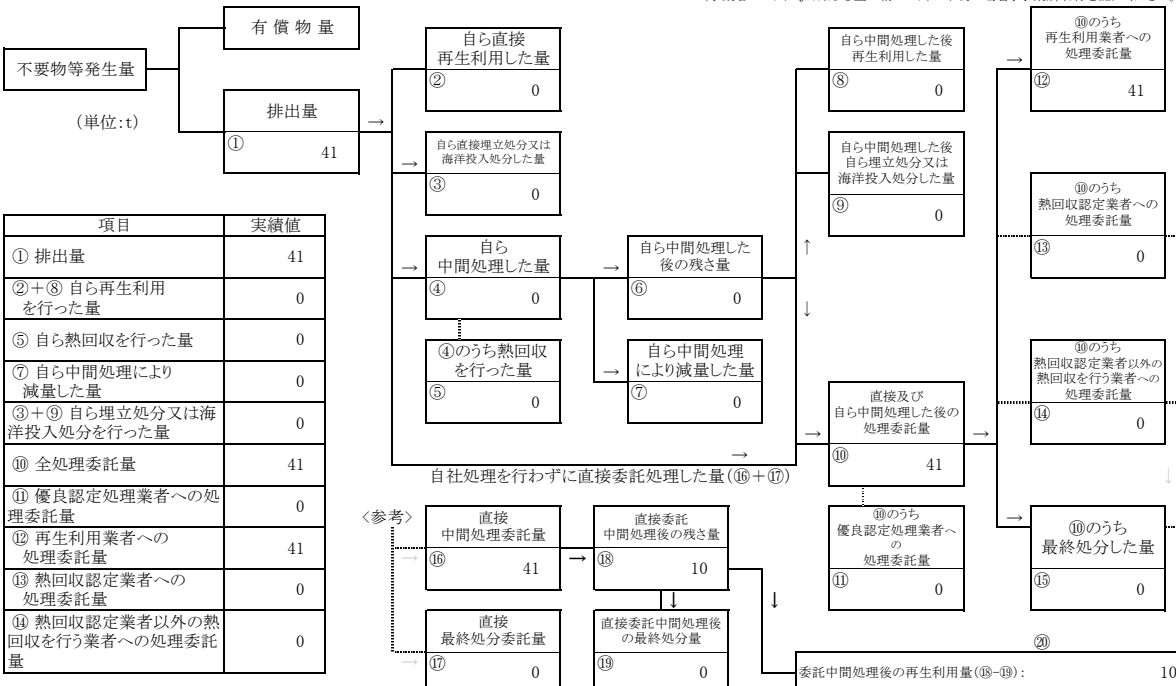 有償物量
不要物等発生量
(単位:t)
排出量
①
41
自ら直接
再生利用した量
②
0
自ら直接埋立処分又は
海洋投入処分した量
③
0
自ら
中間処理した量
④
0
④のうち熱回収
を行った量
⑤
0
自ら中間処理した
後の残さ量
⑥
0
自ら中間処理
により減量した量
⑦
0
自ら中間処理した後
再生利用した量
⑧
0
自ら中間処理した後
自ら埋立処分又は
海洋投入処分した量
⑨
0
直接及び
自ら中間処理した後の
処理委託量
⑩
41
⑩のうち
優良認定処理業者へ
の
処理委託量
⑪
0
⑩のうち
再生利用業者への
処理委託量
⑫
41
⑩のうち
熱回収認定業者への
処理委託量
⑬
0
⑩のうち
熱回収認定業者以外の
熱回収を行う業者への
処理委託量
⑭
0
⑩のうち
最終処分した量
⑮
0
自社処理を行わずに直接委託処理した量(⑯+⑰)
<参考>
直接
中間処理委託量
⑯
41
直接
最終処分委託量
⑰
0
直接委託
中間処理後の残さ量
⑱
10
直接委託中間処理後
の最終処分量
⑲
0
⑳
委託中間処理後の再生利用量(⑱-⑲): 10
項目 実績値
① 排出量 41
②+⑧ 自ら再生利用
を行った量 0
⑤ 自ら熱回収を行った量 0
⑦ 自ら中間処理により
減量した量 0
③+⑨ 自ら埋立処分又は海
洋投入処分を行った量 0
⑩ 全処理委託量 41
⑪ 優良認定処理業者への処
理委託量 0
⑫ 再生利用業者への
処理委託量 41
⑬ 熱回収認定業者への
処理委託量 0
⑭ 熱回収認定業者以外の熱
回収を行う業者への処理委託
量 0